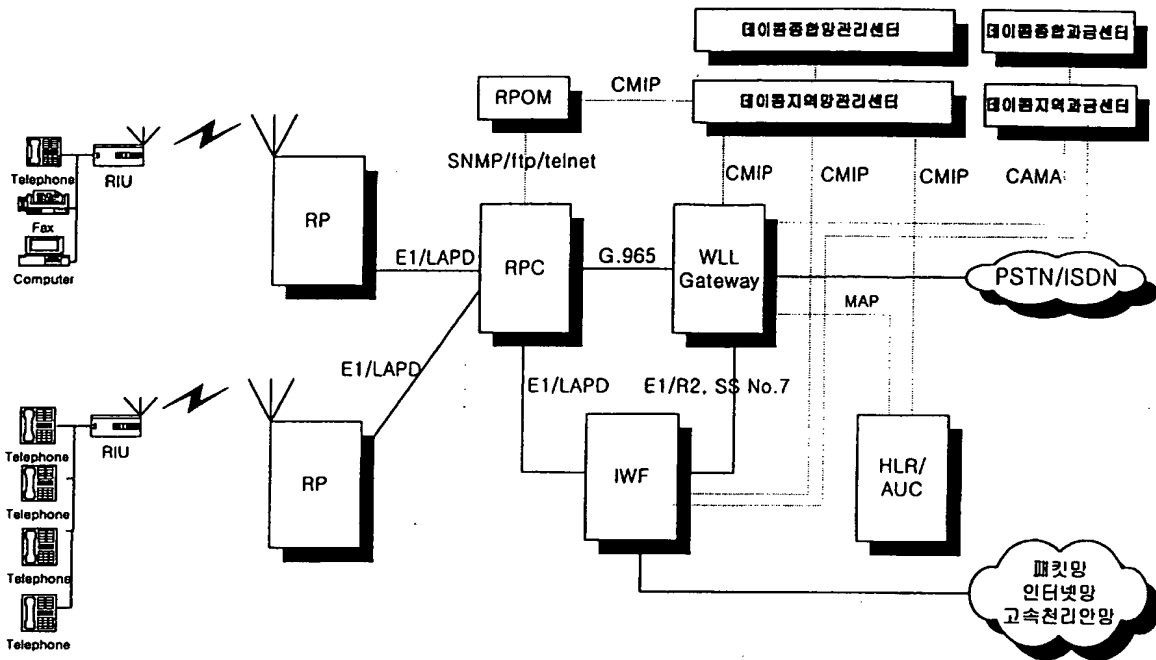 데이콤종합망관리센터
데이콤종합과금센터
RPOM
CMIP
데이콤지역망관리센터
데이콤지역과금센터
SNMP/ftp/telnet
CMIP
CMIP
CMIP
CAMA
Telephone
RIU
Fax
Computer
RP
E1/LAPD
RPC
G.965
WLL
Gateway
PSTN/ISDN
MAP
E1/LAPD
E1/LAPD
E1/R2, SS No.7
Telephone
RIU
Telephone
Telephone
Telephone
RP
IWF
HLR/
AUC
패킷망
인터넷망
고속천리안망